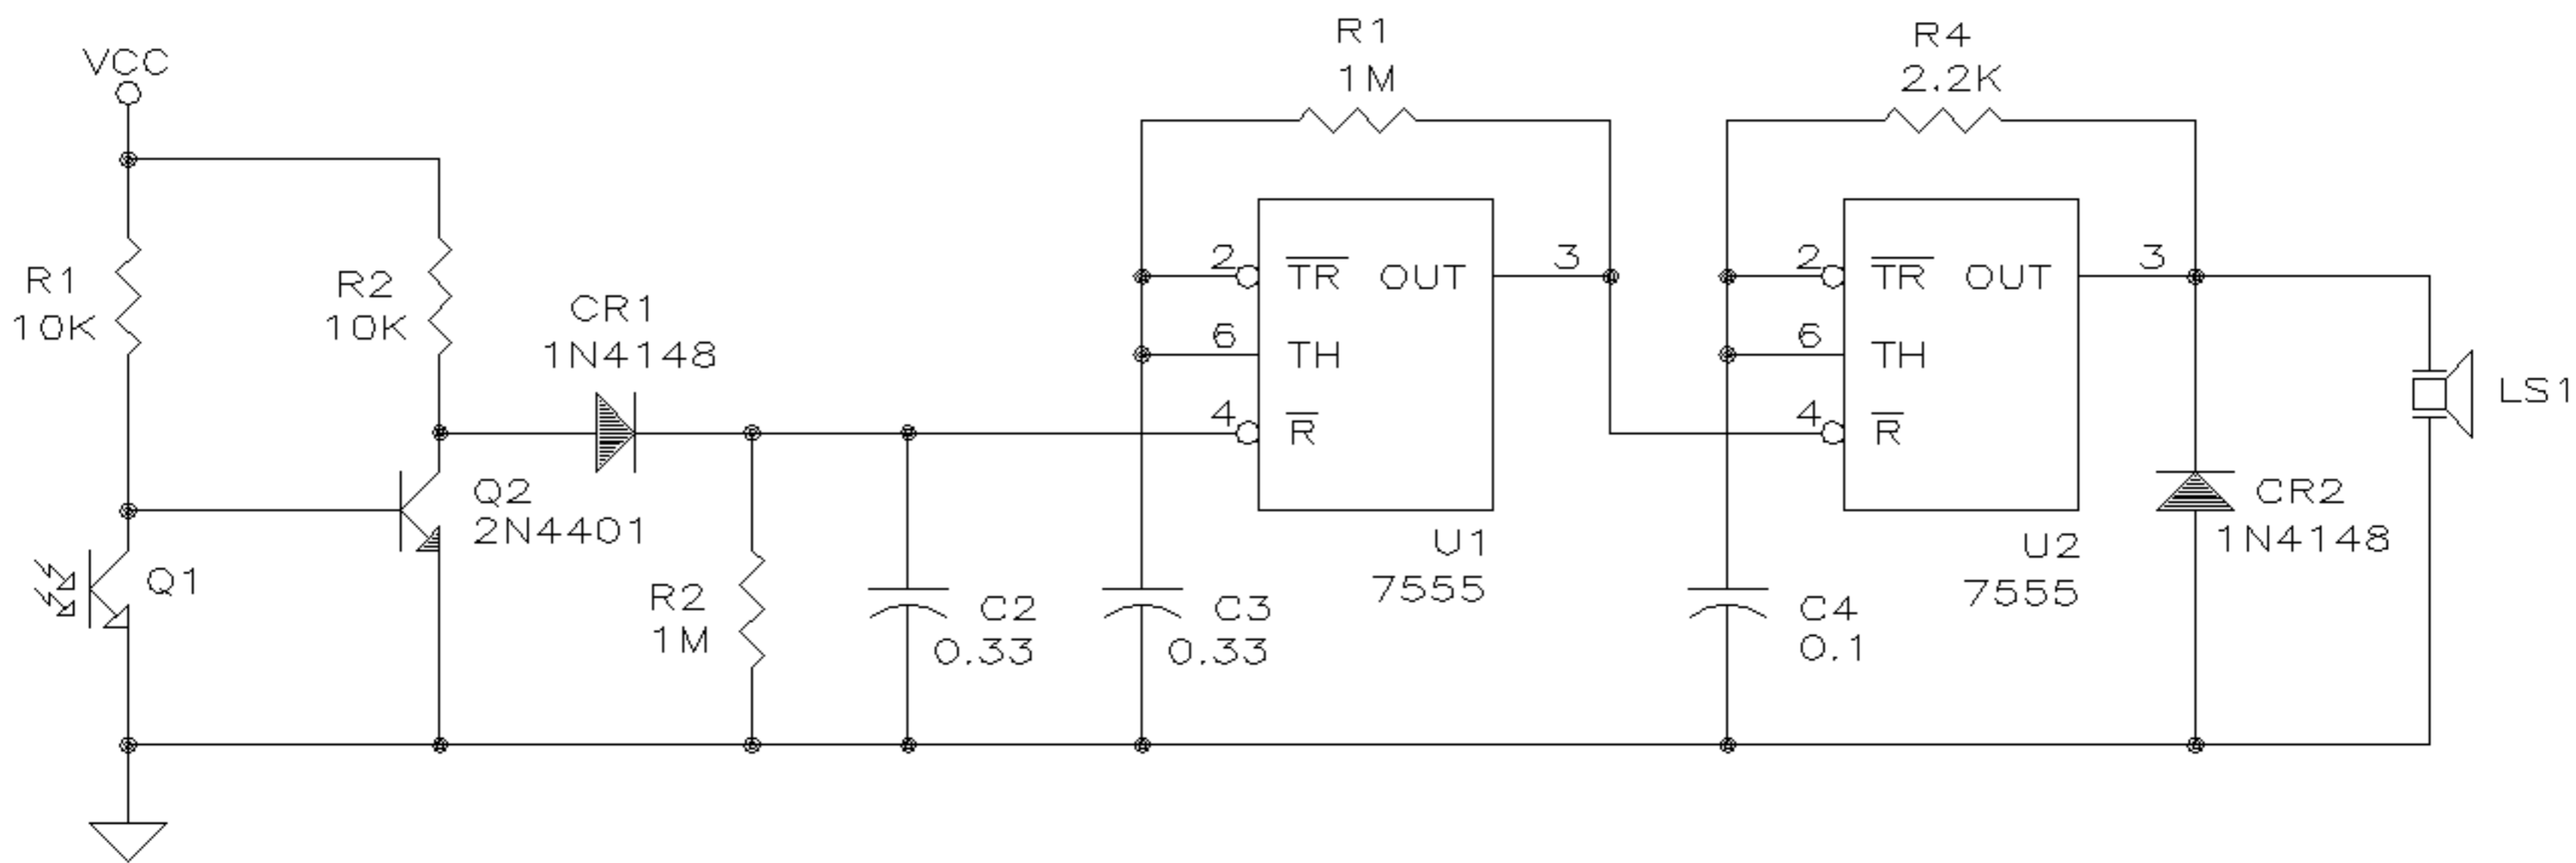 VCC
R1
10K
R2
10K
CR1
1N4148
Q1
Q2
2N4401
R2
1M
C2
0.33
C3
0.33
R1
1M
2
6
4
TR OUT
TH
R
3
U1
7555
R4
2.2K
2
6
4
TR OUT
TH
R
3
U2
7555
C4
0.1
CR2
1N4148
LS1